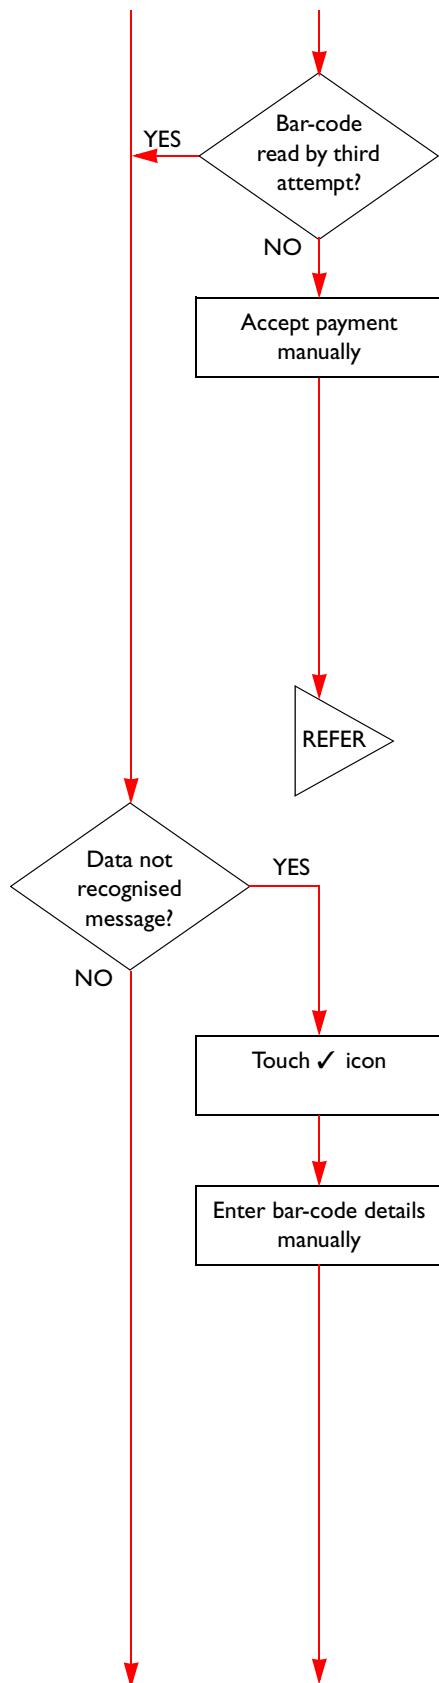 Bar-code
read by third
attempt?
YES
NO
Accept payment
manually
REFER
Data not
recognised
message?
YES
NO
Touch ✓ icon
Enter bar-code details
manually